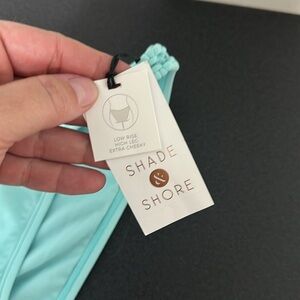 LOW RISE
HIGH LEG
EXTRA CHEEKY
SHADE
&
SHORE